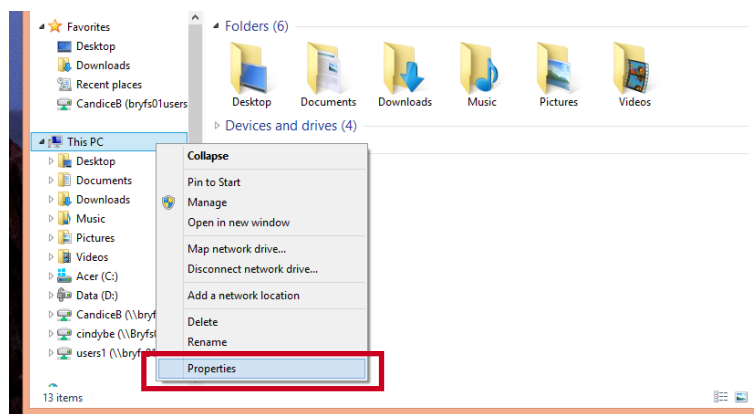 Favorites
Desktop
Downloads
Recent places
CandiceB (bryfs01users
This PC
Desktop
Documents
Downloads
Music
Pictures
Videos
Acer (C:)
Data (D:)
CandiceB (\\bryf
cindybe (\\Bryfs
users1 (\\bryfs01
13 items
Folders (6)
Desktop Documents Downloads Music Pictures Videos
Devices and drives (4)
Collapse
Pin to Start
Manage
Open in new window
Map network drive...
Disconnect network drive...
Add a network location
Delete
Rename
Properties